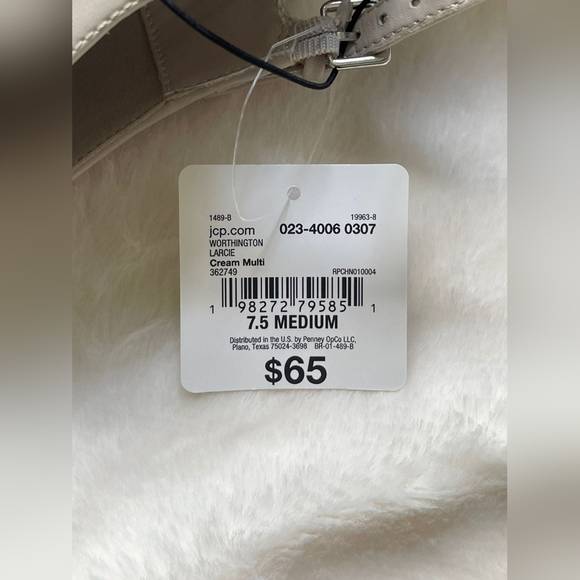 1489-B 19963-8
jcp.com 023-4006 0307
WORTHINGTON
LARCIE
Cream Multi
362749 RPCHN010004
1 98272 79585 1
7.5 MEDIUM
Distributed in the U.S. by Penney OpCo LLC,
Plano, Texas 75024-3698 BR-01-489-B
$65